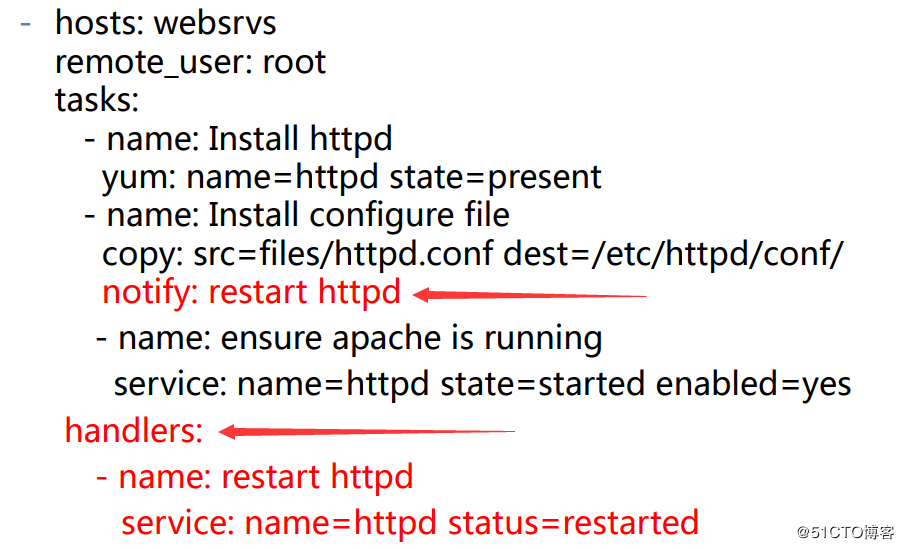 - hosts: websrvs
remote_user: root
tasks:
- name: Install httpd
yum: name=httpd state=present
- name: Install configure file
copy: src=files/httpd.conf dest=/etc/httpd/conf/
notify: restart httpd
- name: ensure apache is running
service: name=httpd state=started enabled=yes
handlers:
- name: restart httpd
service: name=httpd status=restarted
@51CTO博客